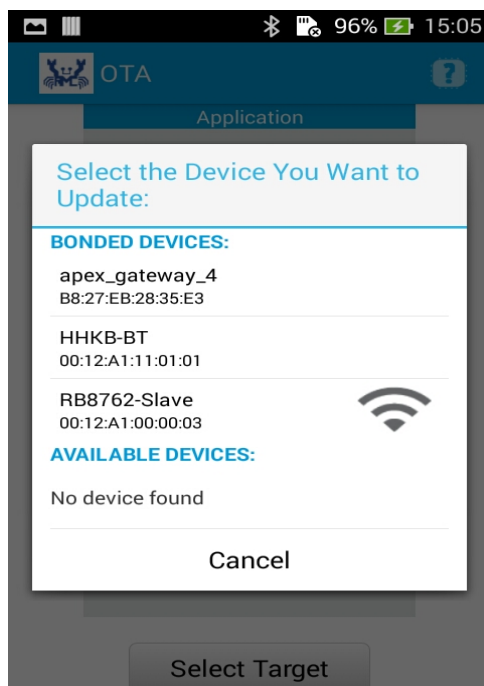 96% 15:05
OTA
?
Application
Select the Device You Want to
Update:
BONDED DEVICES:
apex_gateway_4
B8:27:EB:28:35:E3
HHKB-BT
00:12:A1:11:01:01
RB8762-Slave
00:12:A1:00:00:03
AVAILABLE DEVICES:
No device found
Cancel
Select Target